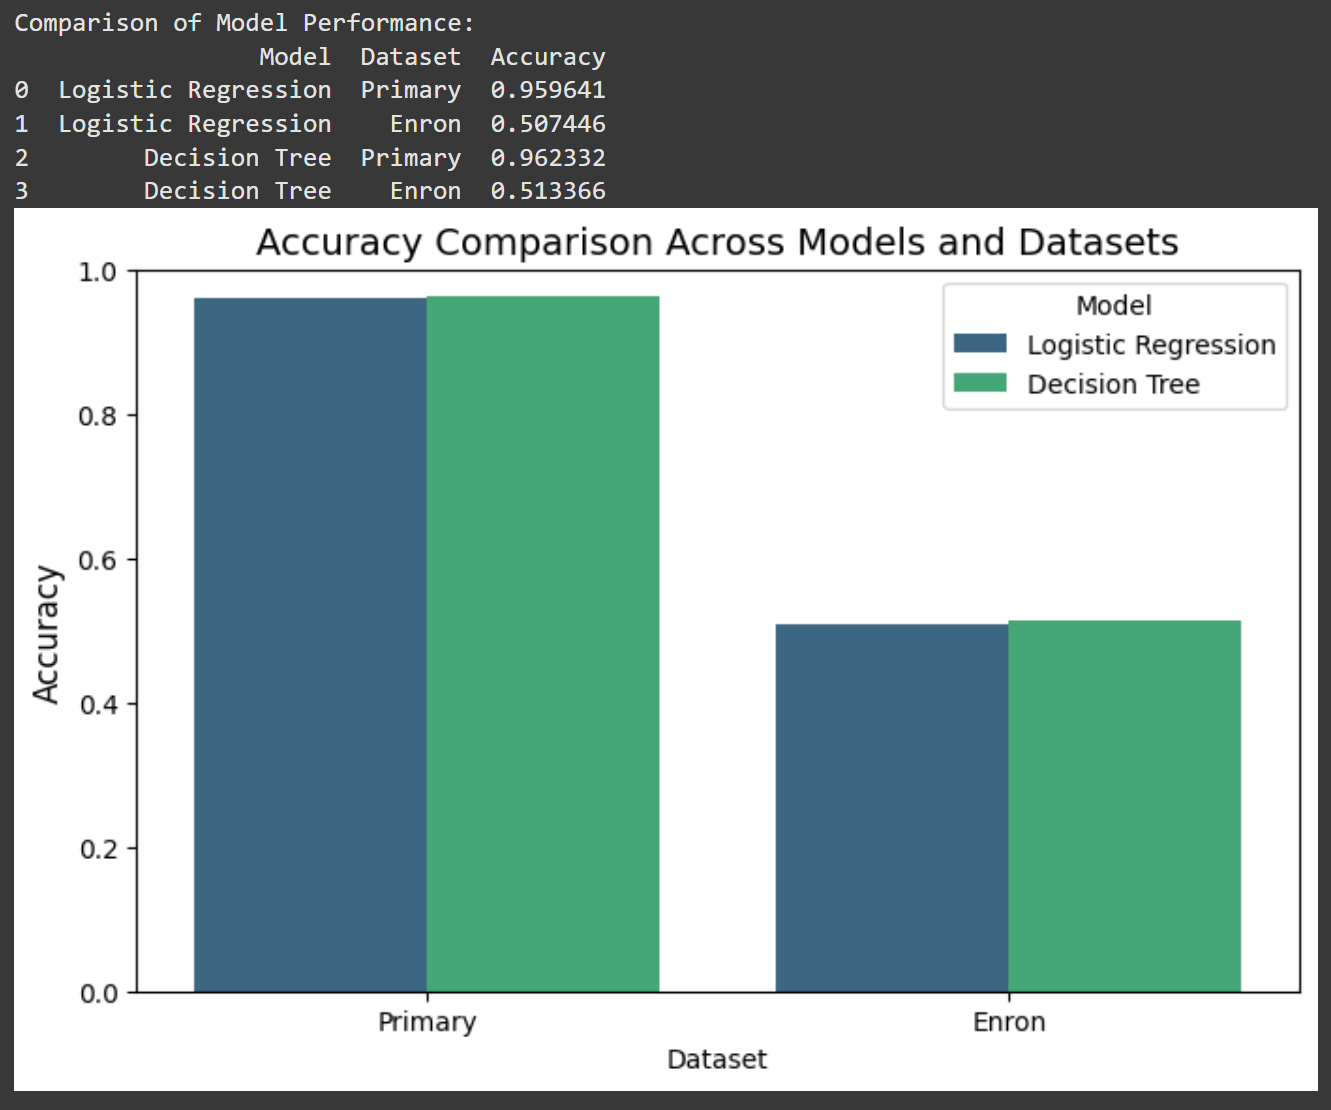 Comparison of Model Performance:
Model Dataset Accuracy
0 Logistic Regression Primary 0.959641
1 Logistic Regression Enron 0.507446
2 Decision Tree Primary 0.962332
3 Decision Tree Enron 0.513366
Accuracy Comparison Across Models and Datasets
1.0
0.8
0.6
0.4
0.2
0.0
Accuracy
Model
Logistic Regression
Decision Tree
Primary
Enron
Dataset